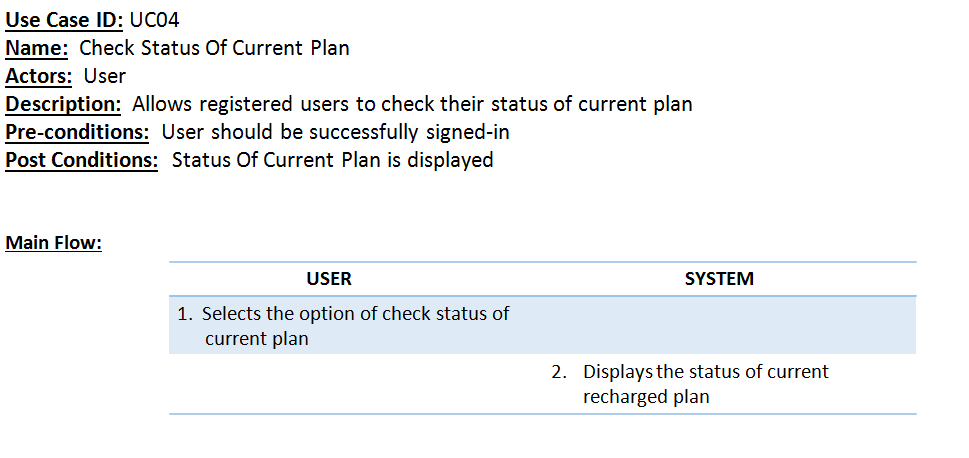 Use Case ID: UC04
Name: Check Status Of Current Plan
Actors: User
Description: Allows registered users to check their status of current plan
Pre-conditions: User should be successfully signed-in
Post Conditions: Status Of Current Plan is displayed
Main Flow:
USER SYSTEM
1. Selects the option of check status of
current plan
2. Displays the status of current
recharged plan